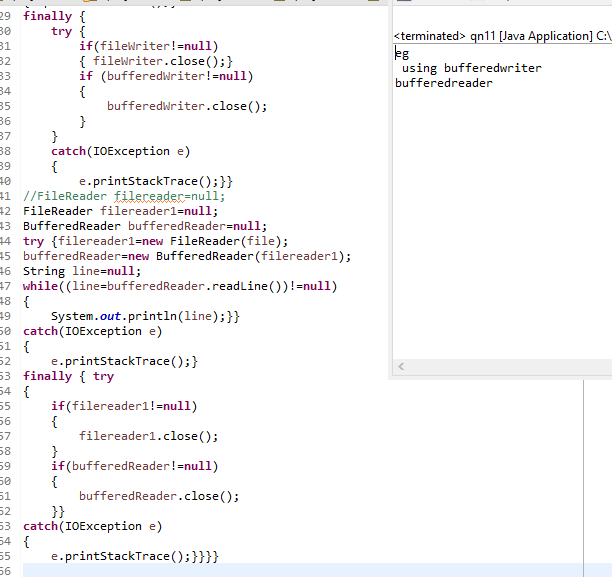 29 finally {
30 try {
31 if(fileWriter!=null)
32 { fileWriter.close();}
33 if (bufferedWriter!=null)
34 {
35 bufferedWriter.close();
36 }
37 }
38 catch(IOException e)
39 {
40 e.printStackTrace();}}
41 //FileReader filereader=null;
42 FileReader filereader1=null;
43 BufferedReader bufferedReader=null;
44 try {filereader1=new FileReader(file);
45 bufferedReader=new BufferedReader(filereader1);
46 String line=null;
47 while((line=bufferedReader.readLine())!=null)
48 {
49 System.out.println(line);}}
50 catch(IOException e)
51 {
52 e.printStackTrace();}
53 finally { try
54 {
55 if(filereader1!=null)
56 {
57 filereader1.close();
58 }
59 if(bufferedReader!=null)
60 {
61 bufferedReader.close();
62 }}
63 catch(IOException e)
64 {
65 e.printStackTrace();}}}}
66
<terminated> qn11 [Java Application] C:\
eg
using bufferedwriter
bufferedreader